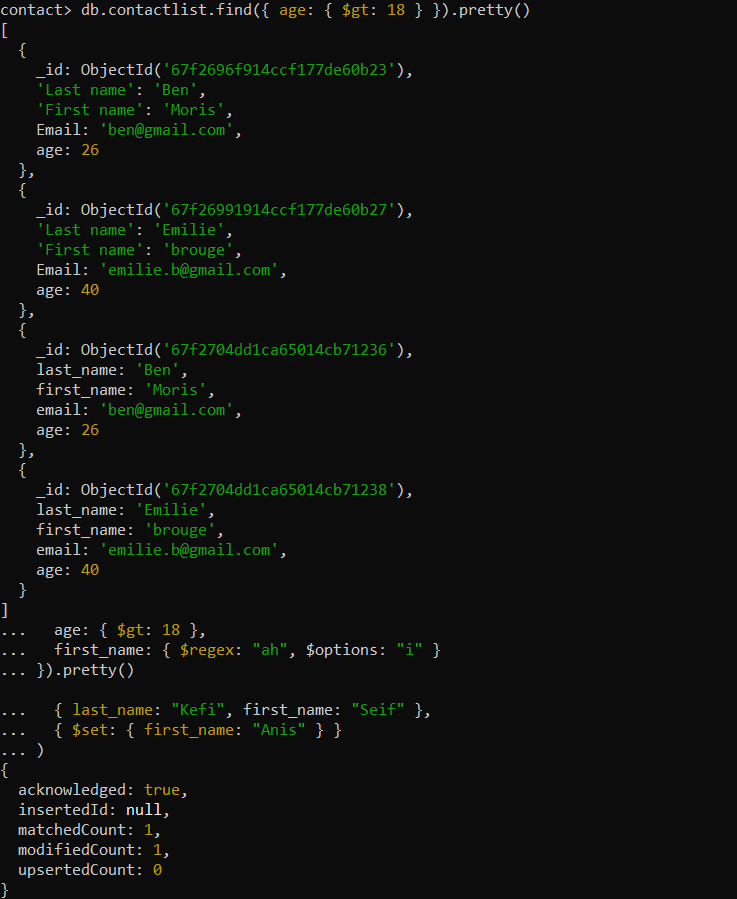 contact> db.contactlist.find({ age: { $gt: 18 } }).pretty()
[
  {
    _id: ObjectId('67f2696f914ccf177de60b23'),
    'Last name': 'Ben',
    'First name': 'Moris',
    Email: 'ben@gmail.com',
    age: 26
  },
  {
    _id: ObjectId('67f26991914ccf177de60b27'),
    'Last name': 'Emilie',
    'First name': 'brouge',
    Email: 'emilie.b@gmail.com',
    age: 40
  },
  {
    _id: ObjectId('67f2704dd1ca65014cb71236'),
    last_name: 'Ben',
    first_name: 'Moris',
    email: 'ben@gmail.com',
    age: 26
  },
  {
    _id: ObjectId('67f2704dd1ca65014cb71238'),
    last_name: 'Emilie',
    first_name: 'brouge',
    email: 'emilie.b@gmail.com',
    age: 40
  }
]
...   age: { $gt: 18 },
...   first_name: { $regex: "ah", $options: "i" }
... }).pretty()

...   { last_name: "Kefi", first_name: "Seif" },
...   { $set: { first_name: "Anis" } }
... )
{
  acknowledged: true,
  insertedId: null,
  matchedCount: 1,
  modifiedCount: 1,
  upsertedCount: 0
}